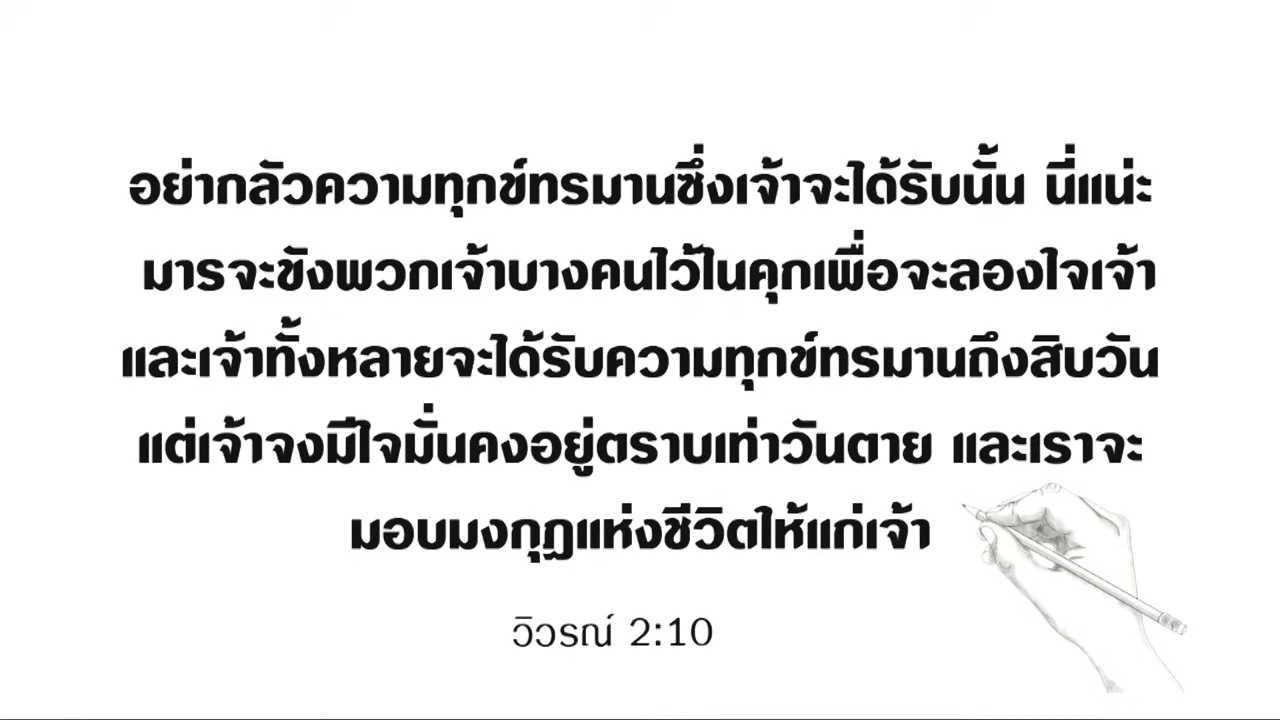 อย่ากลัวความทุกข์ทรมานซึ่งเจ้าจะได้รับนั้น นี่แน่ะ
มารจะขังพวกเจ้าบางคนไว้ในคุกเพื่อจะลองใจเจ้า
และเจ้าทั้งหลายจะได้รับความทุกข์ทรมานถึงสิบวัน
แต่เจ้าจงมีใจมั่นคงอยู่ตราบเท่าวันตาย และเราจะ
มอบมงกุฎแห่งชีวิตให้แก่เจ้า
วิวรณ์ 2:10